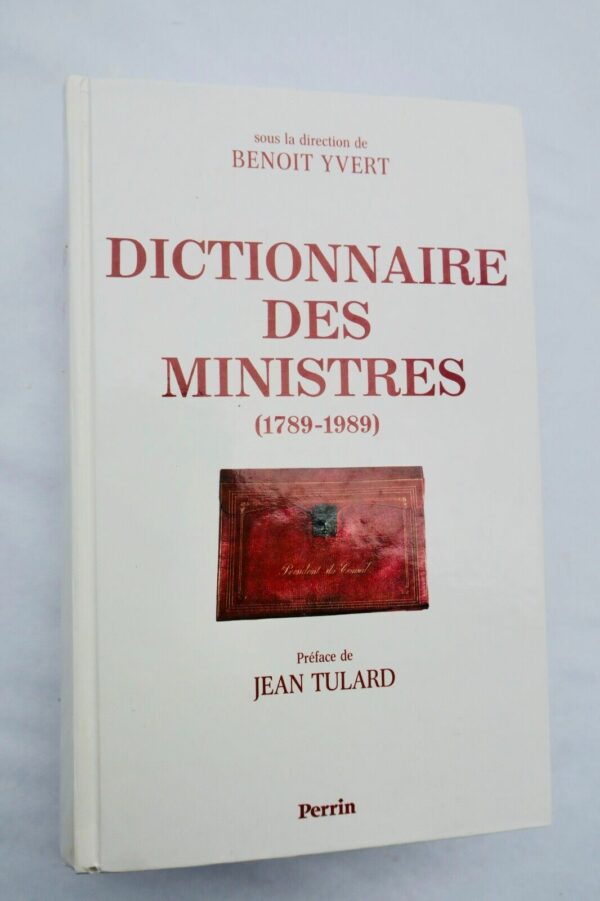 sous la direction de
BENOIT YVERT
DICTIONNAIRE
DES
MINISTRES
(1789-1989)
Président du Conseil
Préface de
JEAN TULARD
Perrin